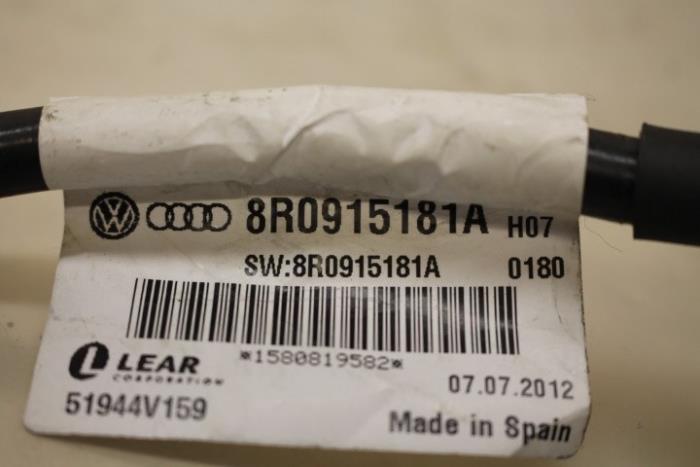 8R0915181A H07
SW:8R0915181A 0180
*1580819582*
LEAR
CORPORATION
07.07.2012
51944V159
Made in Spain